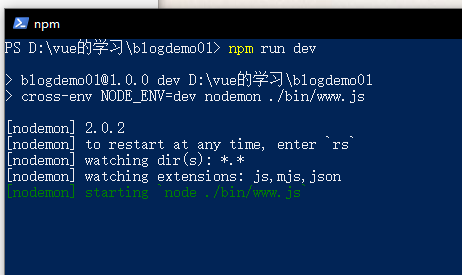 npm
PS D:\vue的学习\blogdemo01> npm run dev
> blogdemo01@1.0.0 dev D:\vue的学习\blogdemo01
> cross-env NODE_ENV=dev nodemon ./bin/www.js
[nodemon] 2.0.2
[nodemon] to restart at any time, enter `rs`
[nodemon] watching dir(s): *.*
[nodemon] watching extensions: js,mjs,json
[nodemon] starting `node ./bin/www.js`